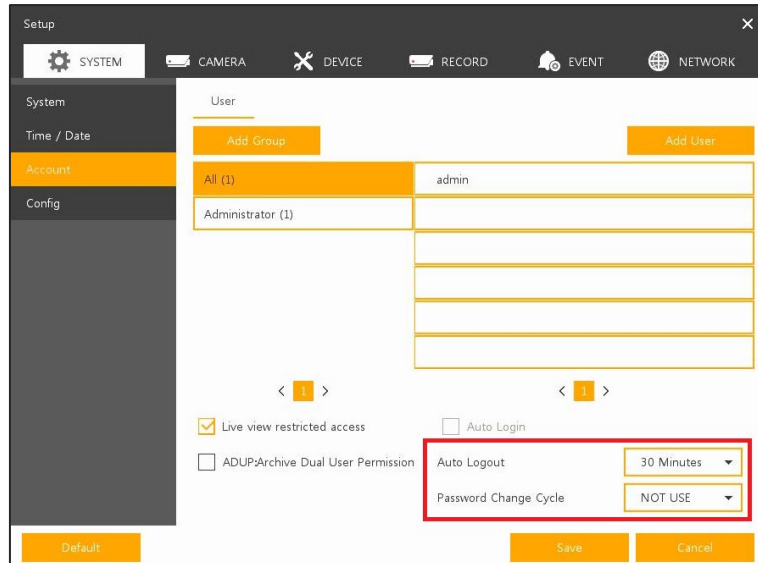 Setup
SYSTEM CAMERA DEVICE RECORD EVENT NETWORK
System
Time / Date
Account
Config
User
Add Group Add User
All (1) admin
Administrator (1)
< 1 > < 1 >
Live view restricted access Auto Login
ADUP:Archive Dual User Permission Auto Logout 30 Minutes
Password Change Cycle NOT USE
Default Save Cancel